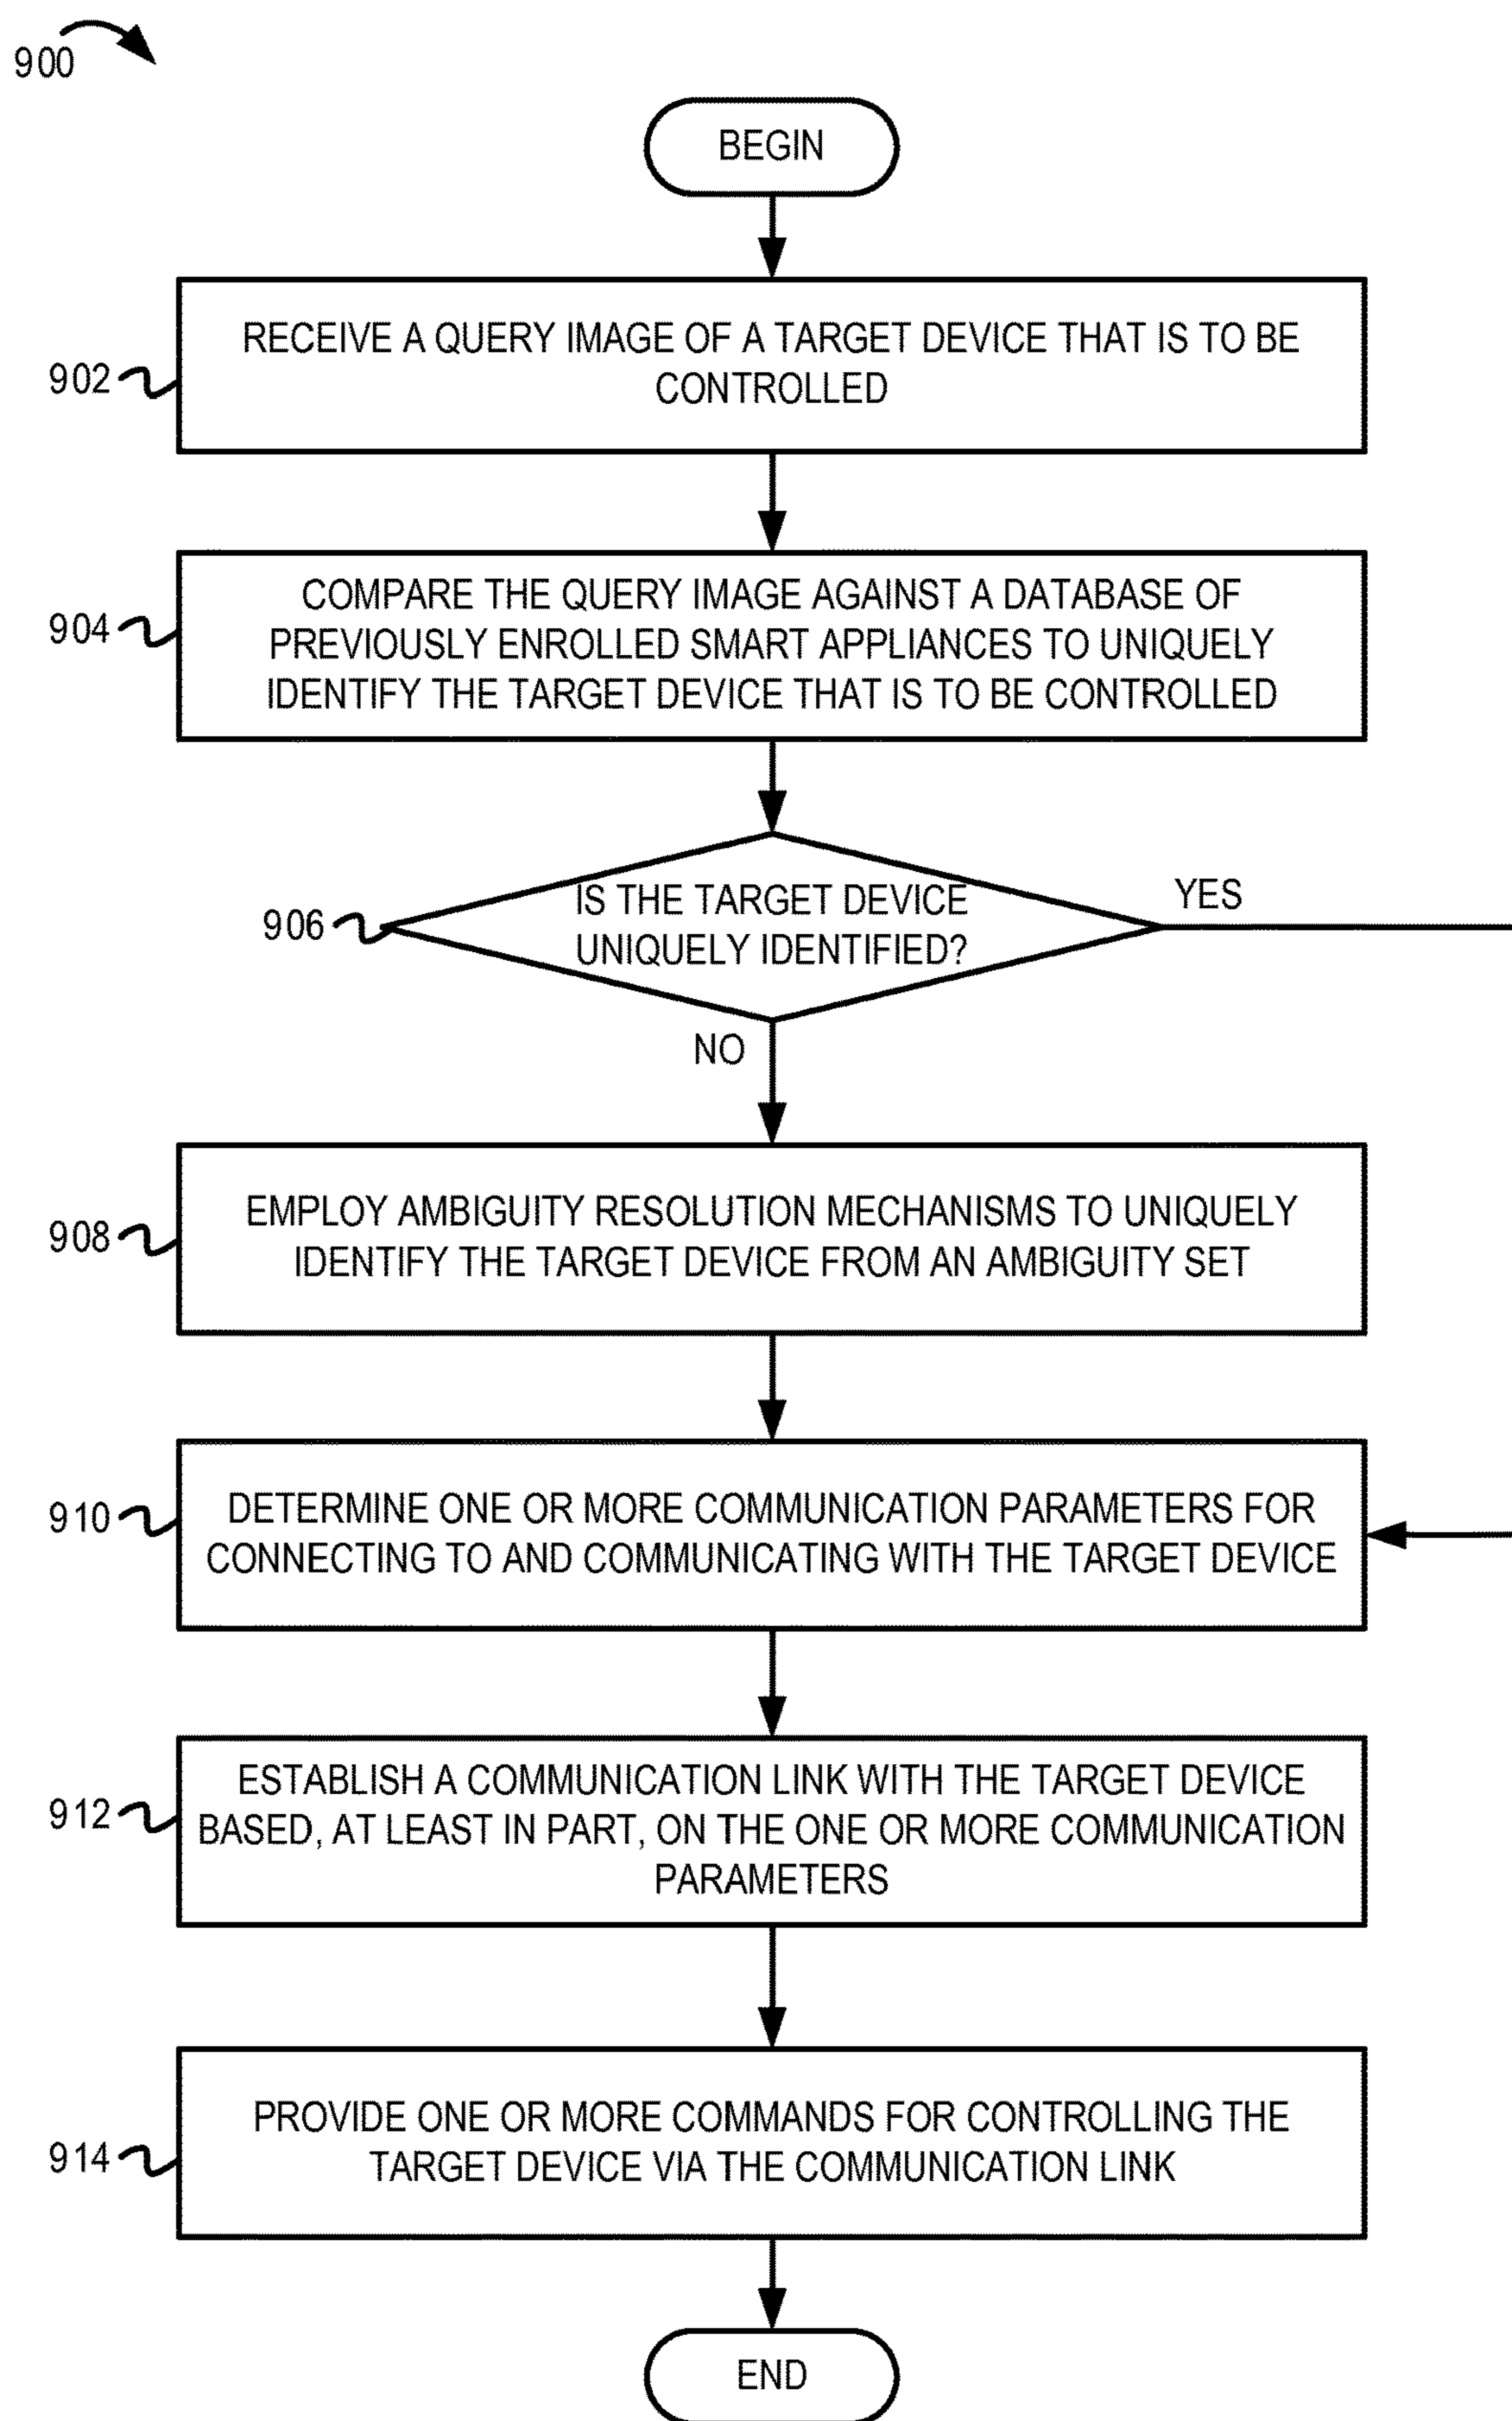 900
BEGIN
RECEIVE A QUERY IMAGE OF A TARGET DEVICE THAT IS TO BE
CONTROLLED
902
COMPARE THE QUERY IMAGE AGAINST A DATABASE OF
PREVIOUSLY ENROLLED SMART APPLIANCES TO UNIQUELY
IDENTIFY THE TARGET DEVICE THAT IS TO BE CONTROLLED
904
IS THE TARGET DEVICE
UNIQUELY IDENTIFIED?
906
YES
NO
EMPLOY AMBIGUITY RESOLUTION MECHANISMS TO UNIQUELY
IDENTIFY THE TARGET DEVICE FROM AN AMBIGUITY SET
908
DETERMINE ONE OR MORE COMMUNICATION PARAMETERS FOR
CONNECTING TO AND COMMUNICATING WITH THE TARGET DEVICE
910
ESTABLISH A COMMUNICATION LINK WITH THE TARGET DEVICE
BASED, AT LEAST IN PART, ON THE ONE OR MORE COMMUNICATION
PARAMETERS
912
PROVIDE ONE OR MORE COMMANDS FOR CONTROLLING THE
TARGET DEVICE VIA THE COMMUNICATION LINK
914
END